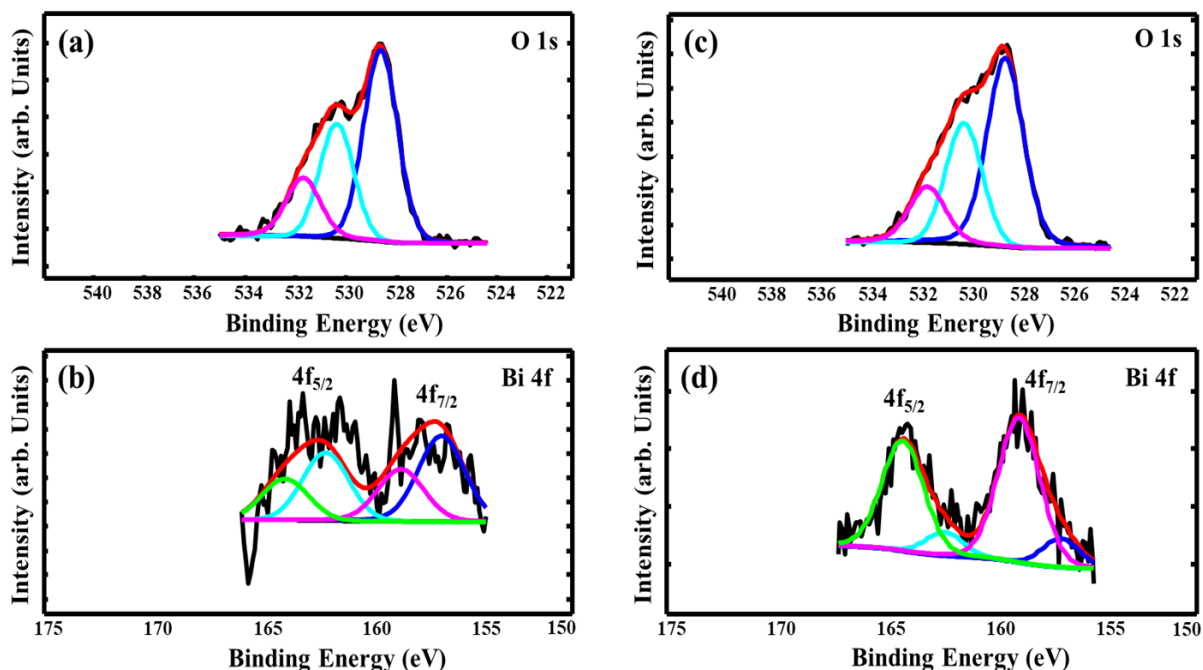 (a)
O 1s
Intensity (arb. Units)
540 538 536 534 532 530 528 526 524 522
Binding Energy (eV)
(c)
O 1s
Intensity (arb. Units)
540 538 536 534 532 530 528 526 524 522
Binding Energy (eV)
(b)
4f5/2
4f7/2
Bi 4f
Intensity (arb. Units)
175 170 165 160 155 150
Binding Energy (eV)
(d)
4f5/2
4f7/2
Bi 4f
Intensity (arb. Units)
175 170 165 160 155 150
Binding Energy (eV)